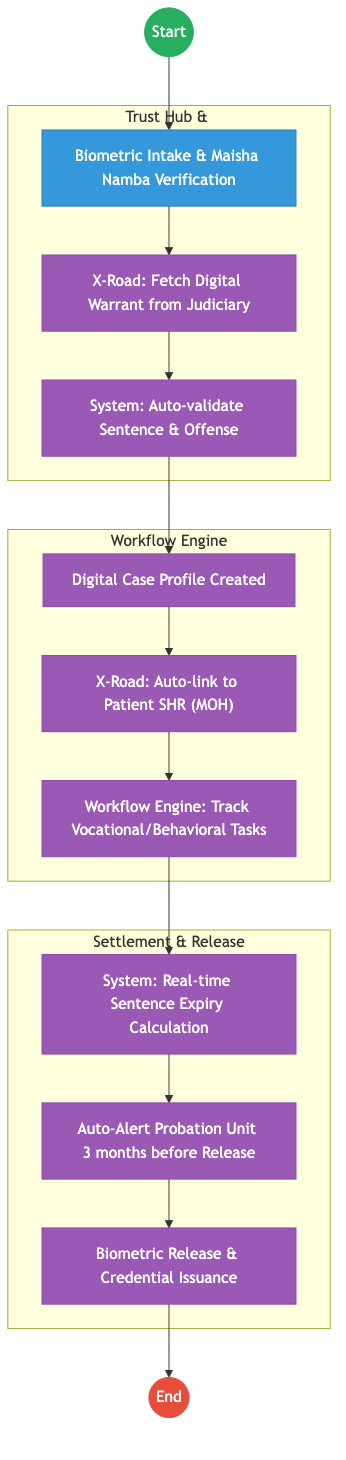 Start
Trust Hub &
Biometric Intake & Maisha
Namba Verification
X-Road: Fetch Digital
Warrant from Judiciary
System: Auto-validate
Sentence & Offense
Workflow Engine
Digital Case Profile Created
X-Road: Auto-link to
Patient SHR (MOH)
Workflow Engine: Track
Vocational/Behavioral Tasks
Settlement & Release
System: Real-time
Sentence Expiry
Calculation
Auto-Alert Probation Unit
3 months before Release
Biometric Release &
Credential Issuance
End